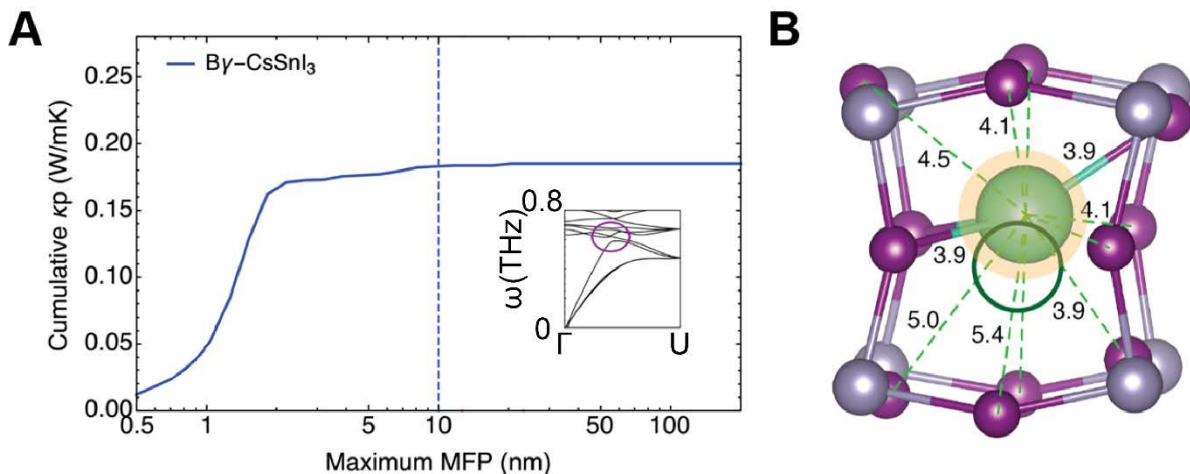 A
B
Bγ−CsSnI₃
Cumulative κp (W/mK)
0.25
0.20
0.15
0.10
0.05
0.00
0.5
1
5
10
50
100
Maximum MFP (nm)
ω(THz)
0.8
0
Γ
U
4.1
4.5
3.9
4.1
3.9
5.0
5.4
3.9